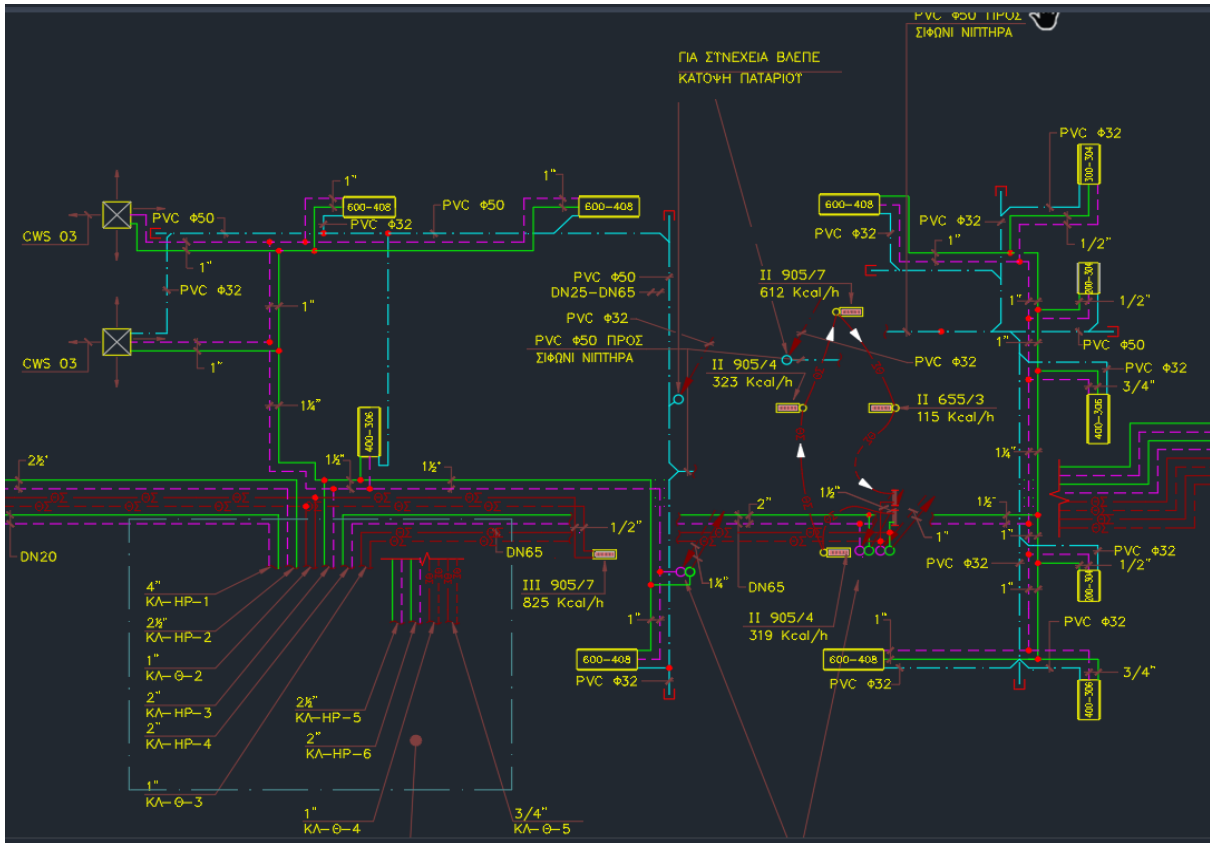 PVC Φ50 ΠΡΟΣ
ΣΙΦΩΝΙ ΝΙΠΤΗΡΑ
ΓΙΑ ΣΥΝΕΧΕΙΑ ΒΛΕΠΕ
ΚΑΤΟΨΗ ΠΑΤΑΡΙΟΥ
PVC Φ32
300-304
1"
600-408
PVC Φ32
PVC Φ50
1"
600-408
PVC Φ50
CWS 03
1"
PVC Φ32
600-408
PVC Φ32
PVC Φ32
1"
1/2"
PVC Φ50
DN25-DN65
PVC Φ32
II 905/7
612 Kcal/h
200-304
1"
1/2"
1"
PVC Φ50
1"
CWS 03
1"
PVC Φ50 ΠΡΟΣ
ΣΙΦΩΝΙ ΝΙΠΤΗΡΑ
PVC Φ32
II 905/4
323 Kcal/h
PVC Φ32
3/4"
400-306
II 655/3
115 Kcal/h
1¼"
400-306
1¼"
2½"
1½"
1½"
1½"
2"
1½"
1"
1"
1/2"
DN20
DN65
DN65
III 905/7
825 Kcal/h
1¼"
II 905/4
319 Kcal/h
PVC Φ32
PVC Φ32
1/2"
200-304
1"
4"
ΚΛ-ΗΡ-1
2½"
ΚΛ-ΗΡ-2
1"
ΚΛ-Θ-2
2"
ΚΛ-ΗΡ-3
2"
ΚΛ-ΗΡ-4
1"
ΚΛ-Θ-3
2½"
ΚΛ-ΗΡ-5
2"
ΚΛ-ΗΡ-6
1"
ΚΛ-Θ-4
3/4"
ΚΛ-Θ-5
1"
600-408
PVC Φ32
1"
600-408
PVC Φ32
PVC Φ32
3/4"
400-306